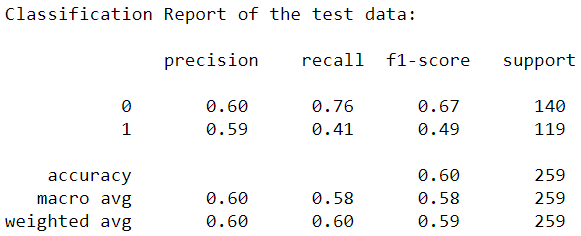 Classification Report of the test data:
precision recall f1-score support
0 0.60 0.76 0.67 140
1 0.59 0.41 0.49 119
accuracy 0.60 259
macro avg 0.60 0.58 0.58 259
weighted avg 0.60 0.60 0.59 259